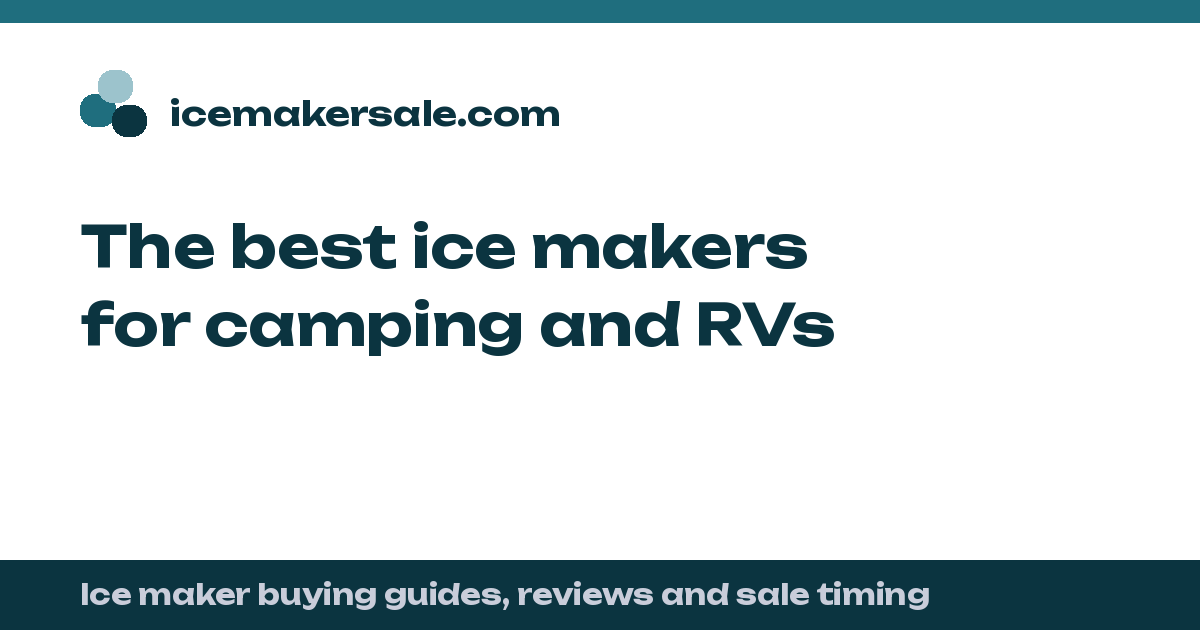 icemakersale.com
The best ice makers
for camping and RVs
Ice maker buying guides, reviews and sale timing